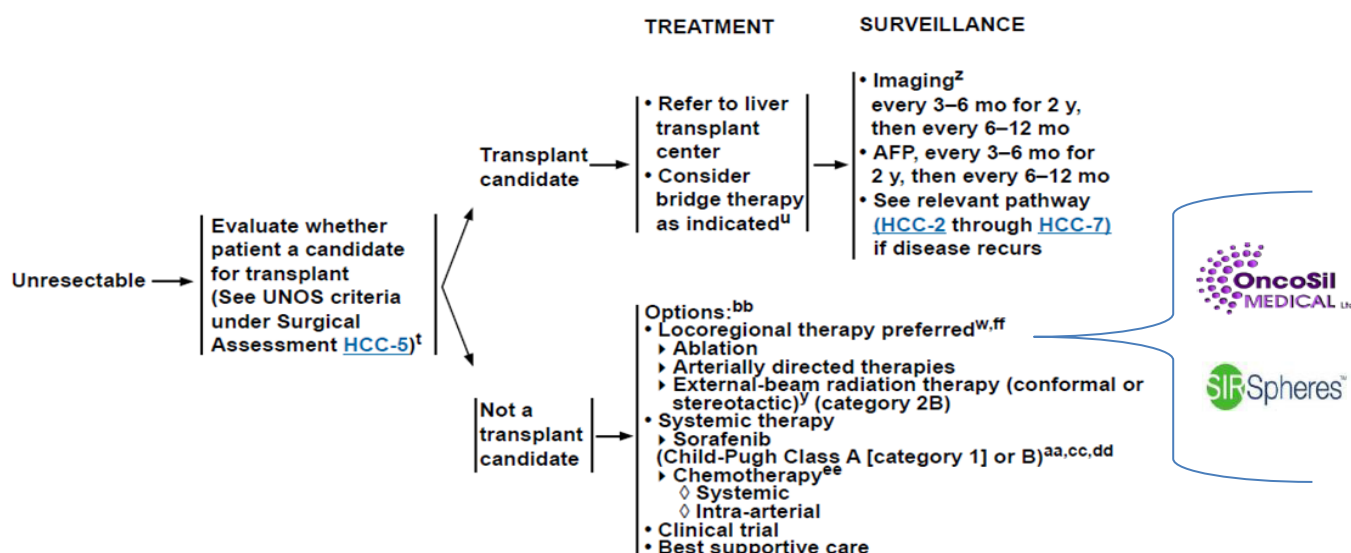 TREATMENT
SURVEILLANCE
Unresectable
Evaluate whether
patient a candidate
for transplant
(See UNOS criteria
under Surgical
Assessment HCC-5)t
Transplant
candidate
• Refer to liver
transplant
center
• Consider
bridge therapy
as indicatedu
• Imagingz
every 3–6 mo for 2 y,
then every 6–12 mo
• AFP, every 3–6 mo for
2 y, then every 6–12 mo
• See relevant pathway
(HCC-2 through HCC-7)
if disease recurs
Not a
transplant
candidate
Options:bb
• Locoregional therapy preferredw,ff
▸ Ablation
▸ Arterially directed therapies
▸ External-beam radiation therapy (conformal or
stereotactic)y (category 2B)
• Systemic therapy
▸ Sorafenib
(Child-Pugh Class A [category 1] or B)aa,cc,dd
▸ Chemotherapyee
◊ Systemic
◊ Intra-arterial
• Clinical trial
• Best supportive care
OncoSil
MEDICAL Ltd
SIRSpheres™